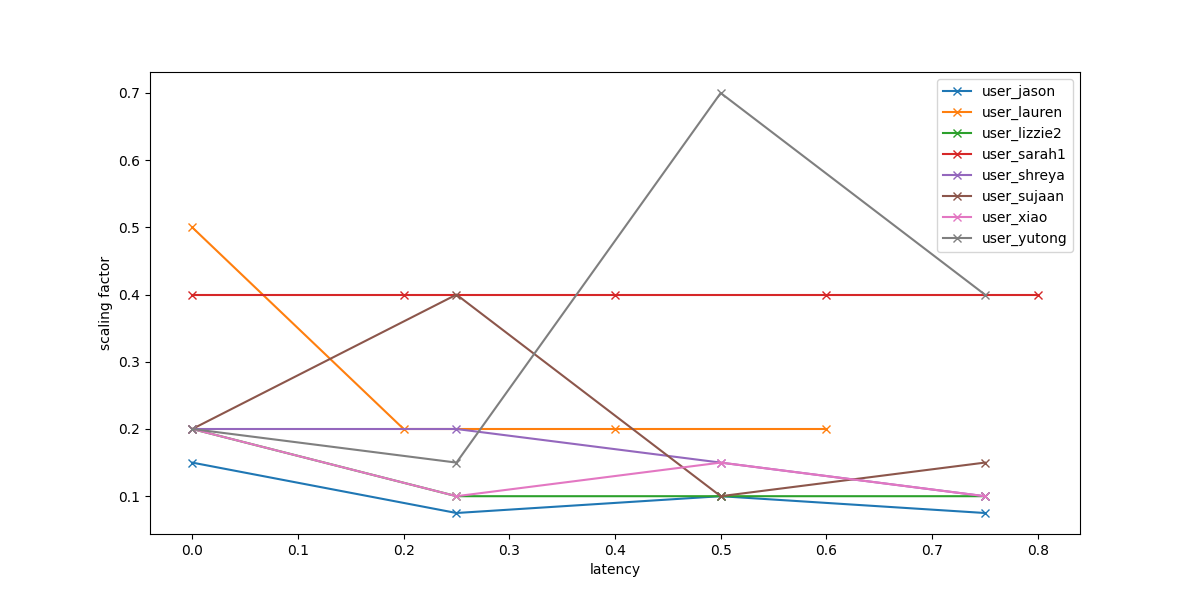 0.7
0.6
0.5
0.4
0.3
0.2
0.1
scaling factor
0.0 0.1 0.2 0.3 0.4 0.5 0.6 0.7 0.8
latency
user_jason
user_lauren
user_lizzie2
user_sarah1
user_shreya
user_sujaan
user_xiao
user_yutong